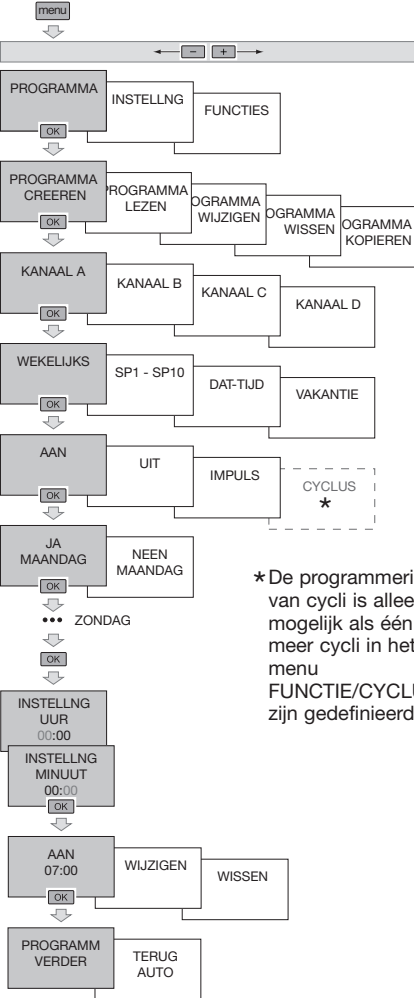 menu
− +
PROGRAMMA
INSTELLNG
FUNCTIES
OK
PROGRAMMA
CREEREN
PROGRAMMA
LEZEN
OGRAMMA
WIJZIGEN
OGRAMMA
WISSEN
OGRAMMA
KOPIEREN
OK
KANAAL A
KANAAL B
KANAAL C
KANAAL D
OK
WEKELIJKS
SP1 - SP10
DAT-TIJD
VAKANTIE
OK
AAN
UIT
IMPULS
CYCLUS
*
OK
JA
MAANDAG
NEEN
MAANDAG
OK
••• ZONDAG
OK
* De programmeri
van cycli is allee
mogelijk als één
meer cycli in het
menu
FUNCTIE/CYCLU
zijn gedefinieerd
INSTELLNG
UUR
00:00
INSTELLNG
MINUUT
00:00
OK
AAN
07:00
WIJZIGEN
WISSEN
OK
PROGRAMM
VERDER
TERUG
AUTO